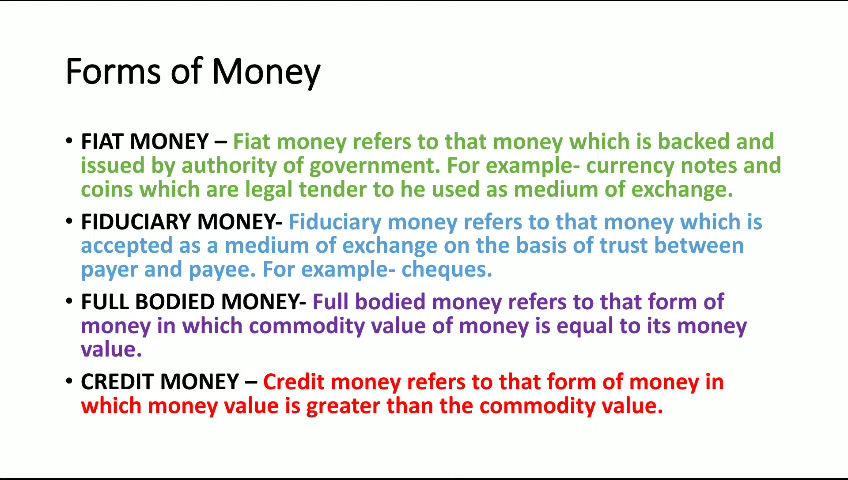 Forms of Money
• FIAT MONEY – Fiat money refers to that money which is backed and
issued by authority of government. For example- currency notes and
coins which are legal tender to he used as medium of exchange.
• FIDUCIARY MONEY- Fiduciary money refers to that money which is
accepted as a medium of exchange on the basis of trust between
payer and payee. For example- cheques.
• FULL BODIED MONEY- Full bodied money refers to that form of
money in which commodity value of money is equal to its money
value.
• CREDIT MONEY – Credit money refers to that form of money in
which money value is greater than the commodity value.